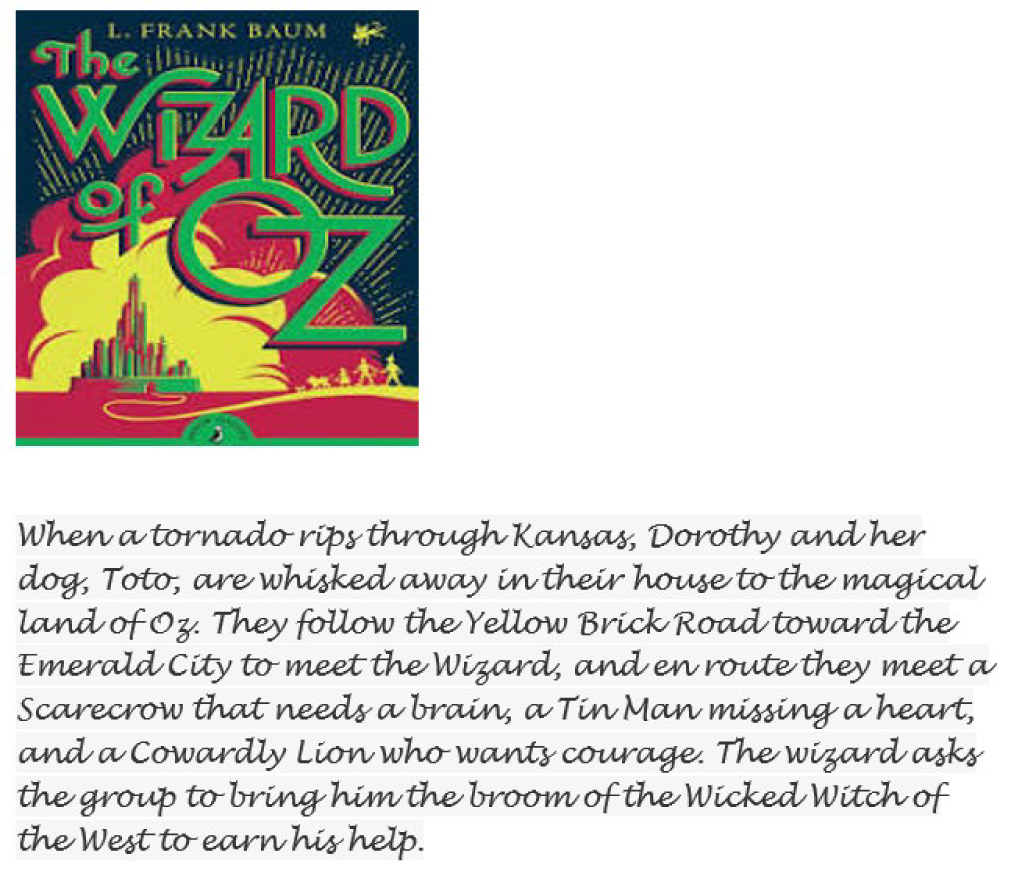 L. FRANK BAUM
The
WIZARD
of
OZ
When a tornado rips through Kansas, Dorothy and her
dog, Toto, are whisked away in their house to the magical
land of Oz. They follow the Yellow Brick Road toward the
Emerald City to meet the Wizard, and en route they meet a
Scarecrow that needs a brain, a Tin Man missing a heart,
and a Cowardly Lion who wants courage. The wizard asks
the group to bring him the broom of the Wicked Witch of
the West to earn his help.